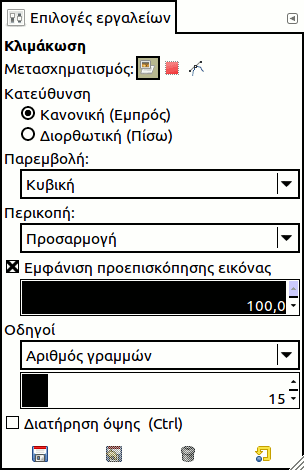 Επιλογές εργαλείων
Κλιμάκωση
Μετασχηματισμός:
Κατεύθυνση
Κανονική (Εμπρός)
Διορθωτική (Πίσω)
Παρεμβολή:
Κυβική
Περικοπή:
Προσαρμογή
Εμφάνιση προεπισκόπησης εικόνας
100,0
Οδηγοί
Αριθμός γραμμών
15
Διατήρηση όψης (Ctrl)